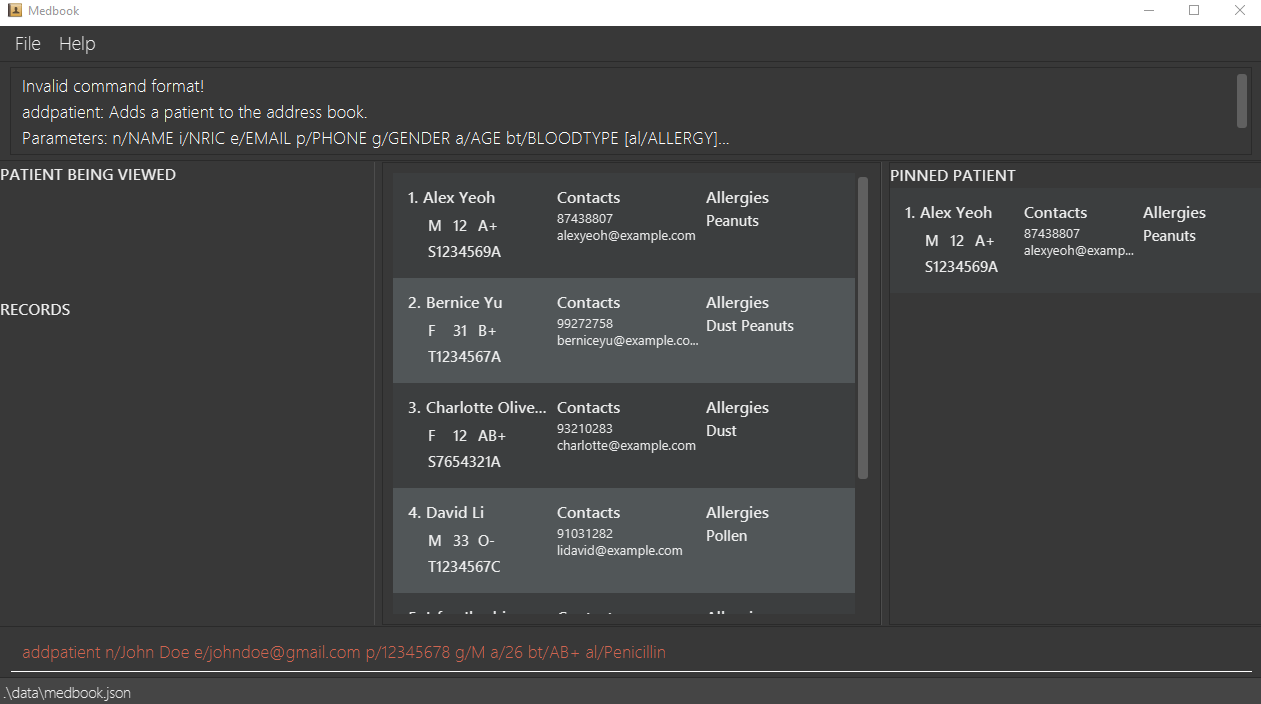 Medbook
File Help
Invalid command format!
addpatient: Adds a patient to the address book.
Parameters: n/NAME i/NRIC e/EMAIL p/PHONE g/GENDER a/AGE bt/BLOODTYPE [al/ALLERGY]...
PATIENT BEING VIEWED
RECORDS
1. Alex Yeoh
M 12 A+
S1234569A
Contacts
87438807
alexyeoh@example.com
Allergies
Peanuts
2. Bernice Yu
F 31 B+
T1234567A
Contacts
99272758
berniceyu@example.co...
Allergies
Dust Peanuts
3. Charlotte Olive...
F 12 AB+
S7654321A
Contacts
93210283
charlotte@example.com
Allergies
Dust
4. David Li
M 33 O-
T1234567C
Contacts
91031282
lidavid@example.com
Allergies
Pollen
PINNED PATIENT
1. Alex Yeoh
M 12 A+
S1234569A
Contacts
87438807
alexyeoh@examp...
Allergies
Peanuts
addpatient n/John Doe e/johndoe@gmail.com p/12345678 g/M a/26 bt/AB+ al/Penicillin
.\data\medbook.json